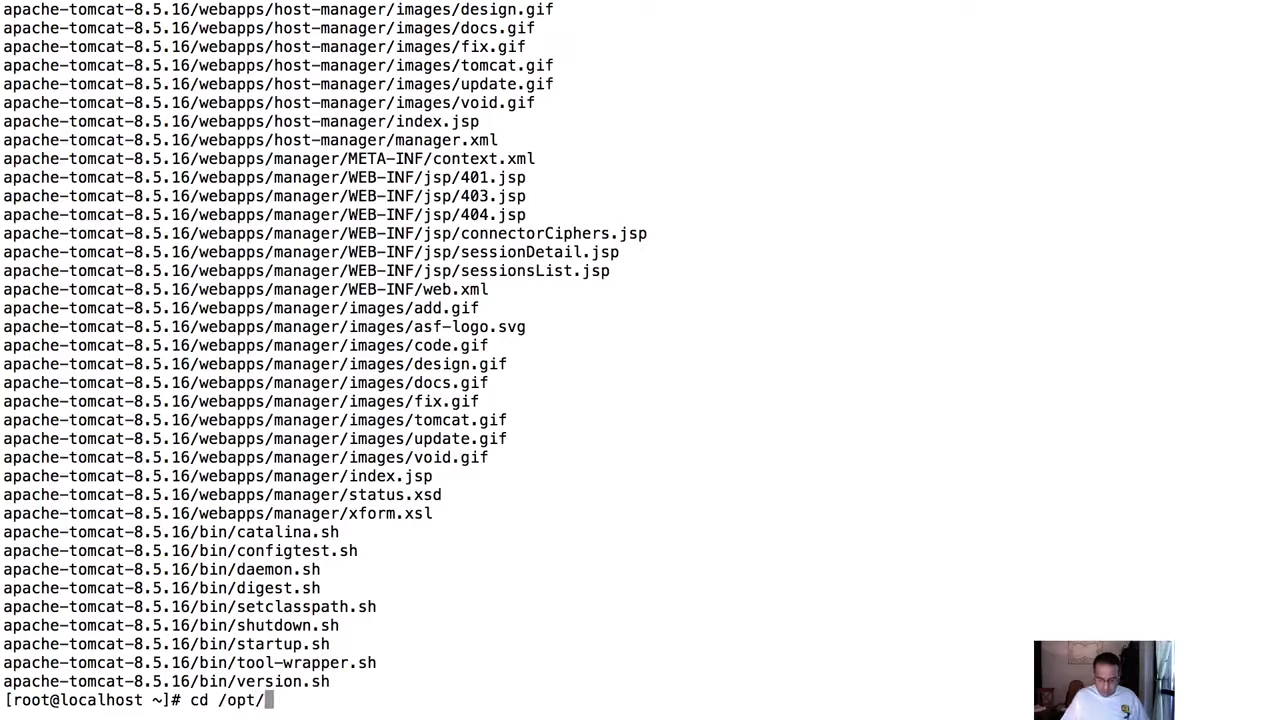 apache-tomcat-8.5.16/webapps/host-manager/images/design.gif
apache-tomcat-8.5.16/webapps/host-manager/images/docs.gif
apache-tomcat-8.5.16/webapps/host-manager/images/fix.gif
apache-tomcat-8.5.16/webapps/host-manager/images/tomcat.gif
apache-tomcat-8.5.16/webapps/host-manager/images/update.gif
apache-tomcat-8.5.16/webapps/host-manager/images/void.gif
apache-tomcat-8.5.16/webapps/host-manager/index.jsp
apache-tomcat-8.5.16/webapps/host-manager/manager.xml
apache-tomcat-8.5.16/webapps/manager/META-INF/context.xml
apache-tomcat-8.5.16/webapps/manager/WEB-INF/jsp/401.jsp
apache-tomcat-8.5.16/webapps/manager/WEB-INF/jsp/403.jsp
apache-tomcat-8.5.16/webapps/manager/WEB-INF/jsp/404.jsp
apache-tomcat-8.5.16/webapps/manager/WEB-INF/jsp/connectorCiphers.jsp
apache-tomcat-8.5.16/webapps/manager/WEB-INF/jsp/sessionDetail.jsp
apache-tomcat-8.5.16/webapps/manager/WEB-INF/jsp/sessionsList.jsp
apache-tomcat-8.5.16/webapps/manager/WEB-INF/web.xml
apache-tomcat-8.5.16/webapps/manager/images/add.gif
apache-tomcat-8.5.16/webapps/manager/images/asf-logo.svg
apache-tomcat-8.5.16/webapps/manager/images/code.gif
apache-tomcat-8.5.16/webapps/manager/images/design.gif
apache-tomcat-8.5.16/webapps/manager/images/docs.gif
apache-tomcat-8.5.16/webapps/manager/images/fix.gif
apache-tomcat-8.5.16/webapps/manager/images/tomcat.gif
apache-tomcat-8.5.16/webapps/manager/images/update.gif
apache-tomcat-8.5.16/webapps/manager/images/void.gif
apache-tomcat-8.5.16/webapps/manager/index.jsp
apache-tomcat-8.5.16/webapps/manager/status.xsd
apache-tomcat-8.5.16/webapps/manager/xform.xsl
apache-tomcat-8.5.16/bin/catalina.sh
apache-tomcat-8.5.16/bin/configtest.sh
apache-tomcat-8.5.16/bin/daemon.sh
apache-tomcat-8.5.16/bin/digest.sh
apache-tomcat-8.5.16/bin/setclasspath.sh
apache-tomcat-8.5.16/bin/shutdown.sh
apache-tomcat-8.5.16/bin/startup.sh
apache-tomcat-8.5.16/bin/tool-wrapper.sh
apache-tomcat-8.5.16/bin/version.sh
[root@localhost ~]# cd /opt/